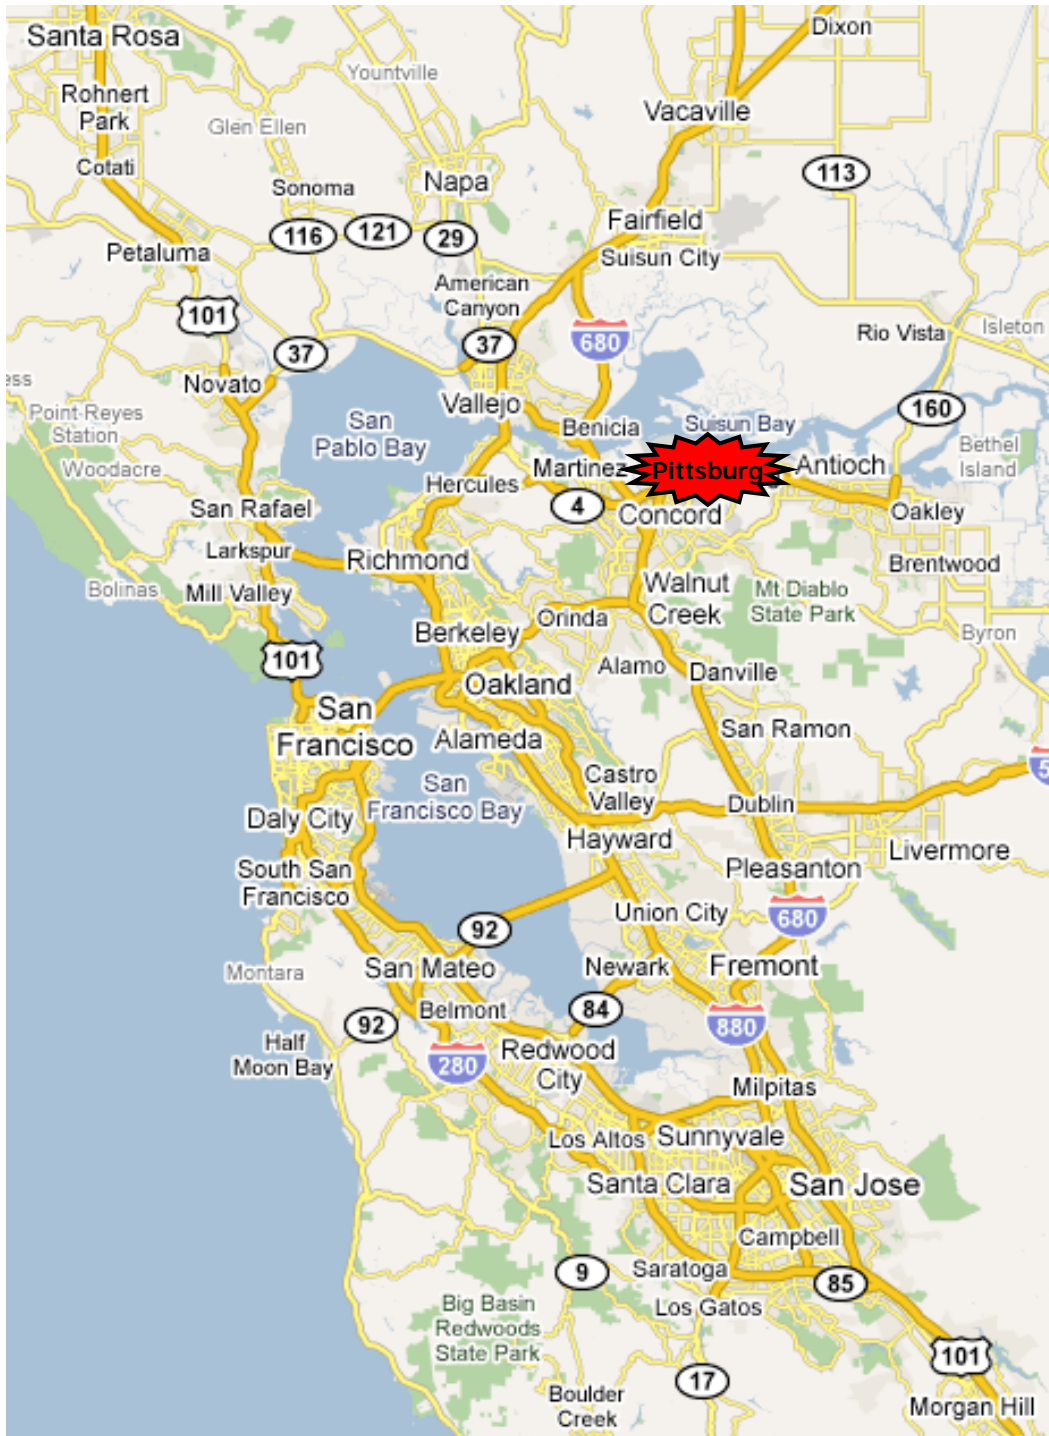 Dixon
Santa Rosa
Yountville
Rohnert
Park
Vacaville
Glen Ellen
Cotati
113
Sonoma
Napa
Fairfield
116
121
29
Petaluma
Suisun City
American
Canyon
101
Rio Vista
Isleton
680
37
37
ess
Novato
Vallejo
160
Point Reyes
Station
San
Pablo Bay
Benicia
Suisun Bay
Bethel
Island
Woodacre
Martinez
Pittsburg
Antioch
Hercules
4
San Rafael
Concord
Oakley
Larkspur
Richmond
Brentwood
Bolinas
Mill Valley
Walnut
Creek
Mt Diablo
State Park
Orinda
Berkeley
Byron
101
Alamo
Danville
Oakland
San
Francisco
San Ramon
Alameda
San
Francisco Bay
Castro
Valley
5
Dublin
Daly City
Hayward
Livermore
South San
Francisco
Pleasanton
Union City
680
92
San Mateo
Newark
Fremont
Montara
Belmont
84
92
880
Half
Moon Bay
280
Redwood
City
Milpitas
Los Altos
Sunnyvale
Santa Clara
San Jose
Campbell
9
Saratoga
85
Big Basin
Redwoods
State Park
Los Gatos
101
17
Boulder
Creek
Morgan Hill